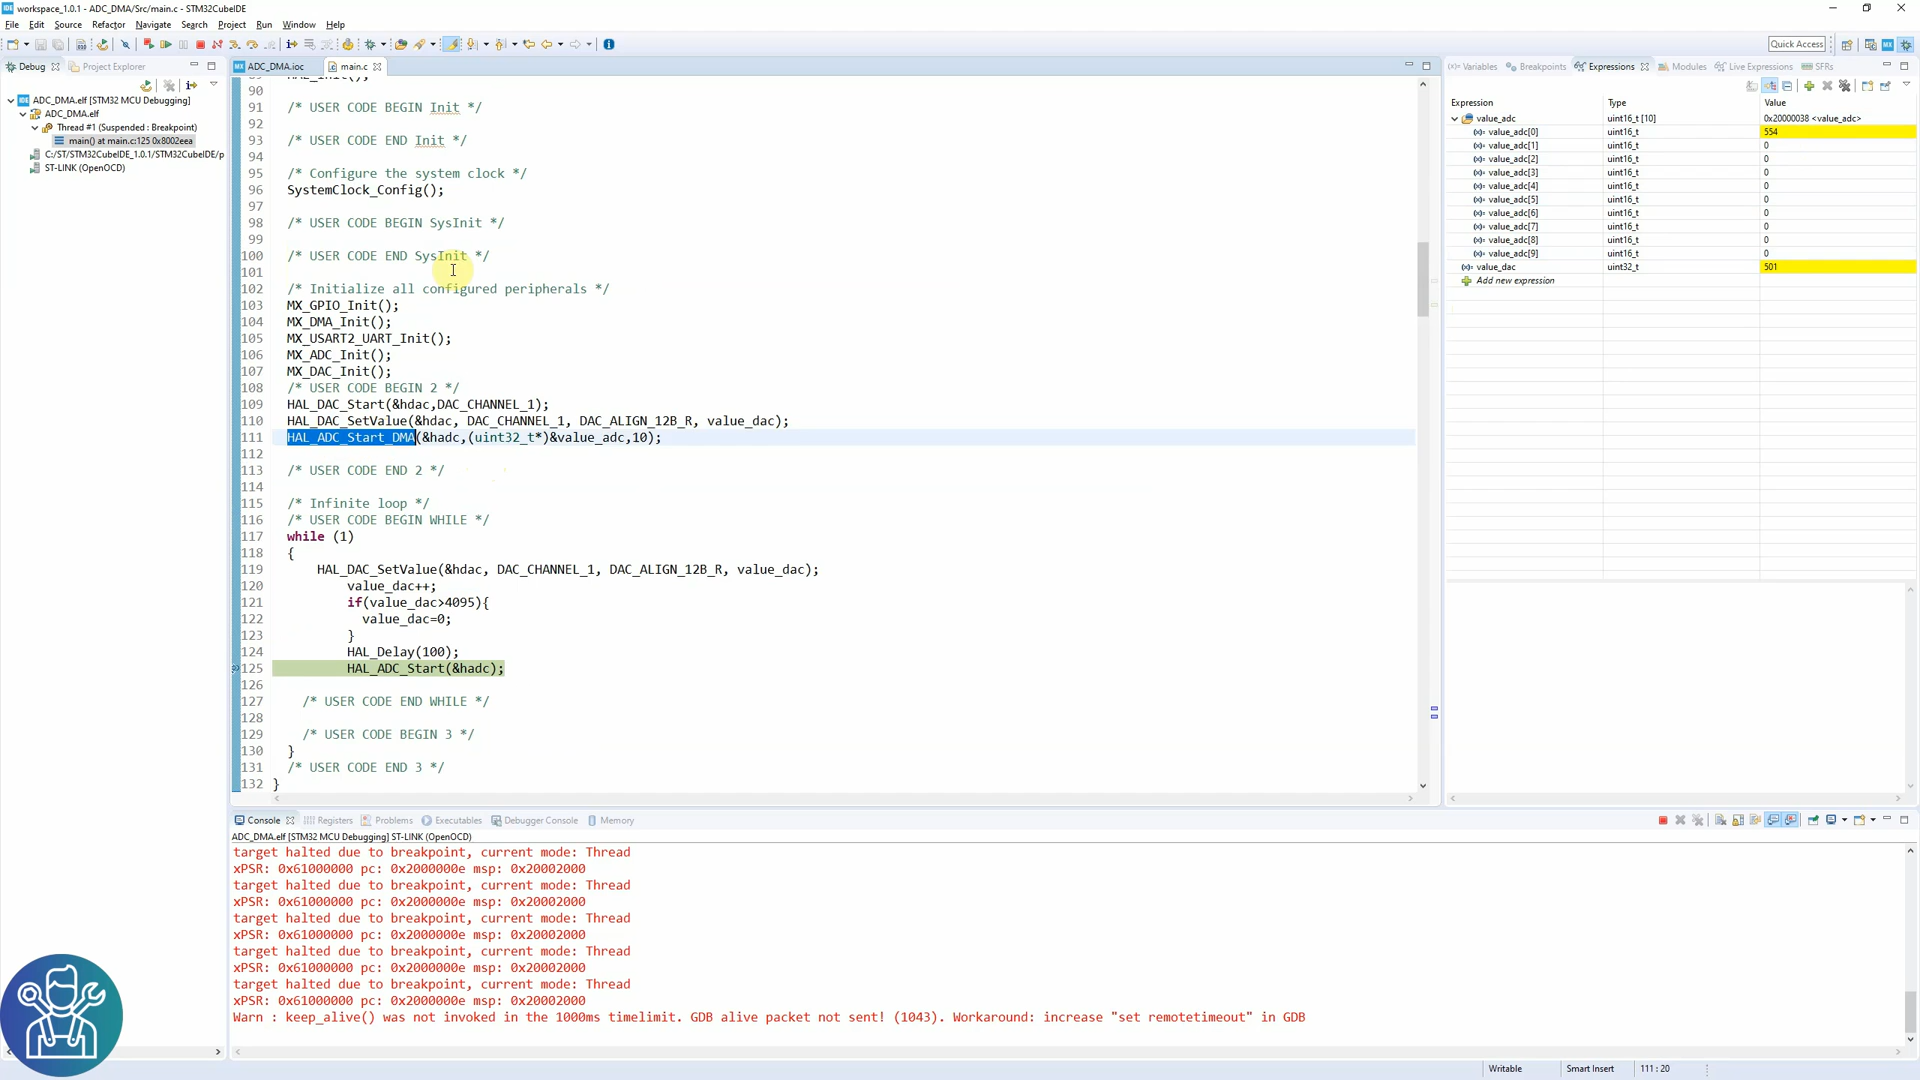 workspace_1.0.1 - ADC_DMA/Src/main.c - STM32CubeIDE
File Edit Source Refactor Navigate Search Project Run Window Help
Quick Access
Debug Project Explorer
ADC_DMA.elf [STM32 MCU Debugging]
ADC_DMA.elf
Thread #1 (Suspended : Breakpoint)
main() at main.c:125 0x8002eea
C:/ST/STM32CubeIDE_1.0.1/STM32CubeIDE/p
ST-LINK (OpenOCD)
ADC_DMA.ioc main.c
90
91 /* USER CODE BEGIN Init */
92
93 /* USER CODE END Init */
94
95 /* Configure the system clock */
96 SystemClock_Config();
97
98 /* USER CODE BEGIN SysInit */
99
100 /* USER CODE END SysInit */
101
102 /* Initialize all configured peripherals */
103 MX_GPIO_Init();
104 MX_DMA_Init();
105 MX_USART2_UART_Init();
106 MX_ADC_Init();
107 MX_DAC_Init();
108 /* USER CODE BEGIN 2 */
109 HAL_DAC_Start(&hdac,DAC_CHANNEL_1);
110 HAL_DAC_SetValue(&hdac, DAC_CHANNEL_1, DAC_ALIGN_12B_R, value_dac);
111 HAL_ADC_Start_DMA(&hadc,(uint32_t*)&value_adc,10);
112
113 /* USER CODE END 2 */
114
115 /* Infinite loop */
116 /* USER CODE BEGIN WHILE */
117 while (1)
118 {
119 HAL_DAC_SetValue(&hdac, DAC_CHANNEL_1, DAC_ALIGN_12B_R, value_dac);
120 value_dac++;
121 if(value_dac>4095){
122 value_dac=0;
123 }
124 HAL_Delay(100);
125 HAL_ADC_Start(&hadc);
126
127 /* USER CODE END WHILE */
128
129 /* USER CODE BEGIN 3 */
130 }
131 /* USER CODE END 3 */
132 }
Variables Breakpoints Expressions Modules Live Expressions SFRs
Expression Type Value
value_adc uint16_t [10] 0x20000038 <value_adc>
value_adc[0] uint16_t 554
value_adc[1] uint16_t 0
value_adc[2] uint16_t 0
value_adc[3] uint16_t 0
value_adc[4] uint16_t 0
value_adc[5] uint16_t 0
value_adc[6] uint16_t 0
value_adc[7] uint16_t 0
value_adc[8] uint16_t 0
value_adc[9] uint16_t 0
value_dac uint32_t 501
Add new expression
Console Registers Problems Executables Debugger Console Memory
ADC_DMA.elf [STM32 MCU Debugging] ST-LINK (OpenOCD)
target halted due to breakpoint, current mode: Thread
xPSR: 0x61000000 pc: 0x2000000e msp: 0x20002000
target halted due to breakpoint, current mode: Thread
xPSR: 0x61000000 pc: 0x2000000e msp: 0x20002000
target halted due to breakpoint, current mode: Thread
xPSR: 0x61000000 pc: 0x2000000e msp: 0x20002000
target halted due to breakpoint, current mode: Thread
xPSR: 0x61000000 pc: 0x2000000e msp: 0x20002000
target halted due to breakpoint, current mode: Thread
xPSR: 0x61000000 pc: 0x2000000e msp: 0x20002000
Warn : keep_alive() was not invoked in the 1000ms timelimit. GDB alive packet not sent! (1043). Workaround: increase "set remotetimeout" in GDB
Writable Smart Insert 111 : 20